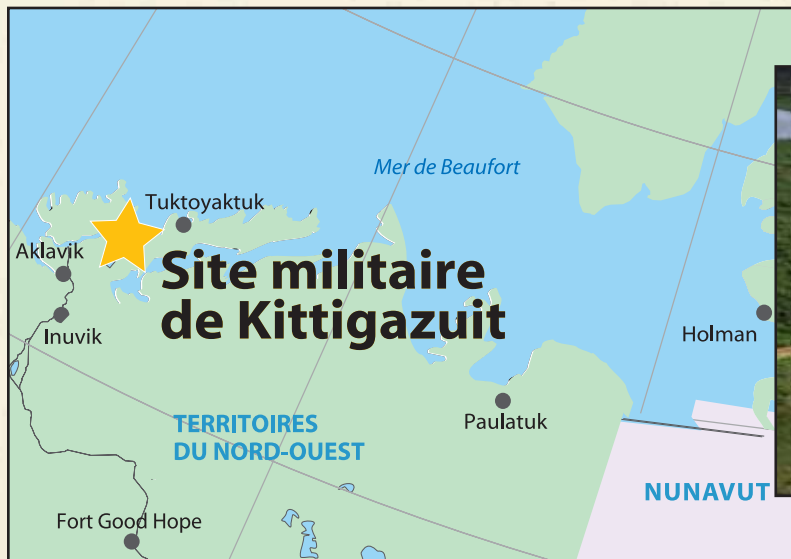 Mer de Beaufort
Tuktoyaktuk
Aklavik
Site militaire
de Kittigazuit
Inuvik
Holman
Paulatuk
TERRITOIRES
DU NORD-OUEST
NUNAVUT
Fort Good Hope